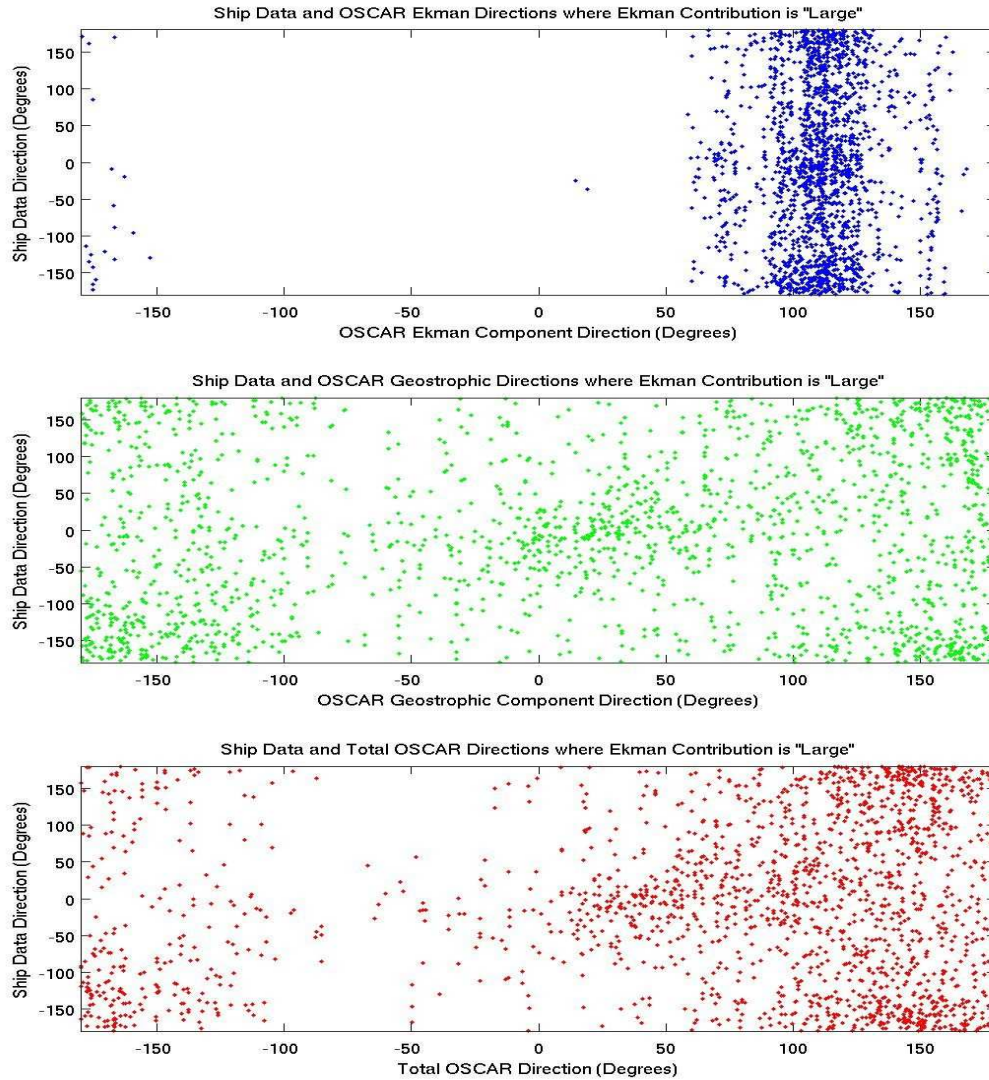 Ship Data and OSCAR Ekman Directions where Ekman Contribution is "Large"
Ship Data Direction (Degrees)
150
100
50
0
-50
-100
-150
-150 -100 -50 0 50 100 150
OSCAR Ekman Component Direction (Degrees)
Ship Data and OSCAR Geostrophic Directions where Ekman Contribution is "Large"
Ship Data Direction (Degrees)
150
100
50
0
-50
-100
-150
-150 -100 -50 0 50 100 150
OSCAR Geostrophic Component Direction (Degrees)
Ship Data and Total OSCAR Directions where Ekman Contribution is "Large"
Ship Data Direction (Degrees)
150
100
50
0
-50
-100
-150
-150 -100 -50 0 50 100 150
Total OSCAR Direction (Degrees)